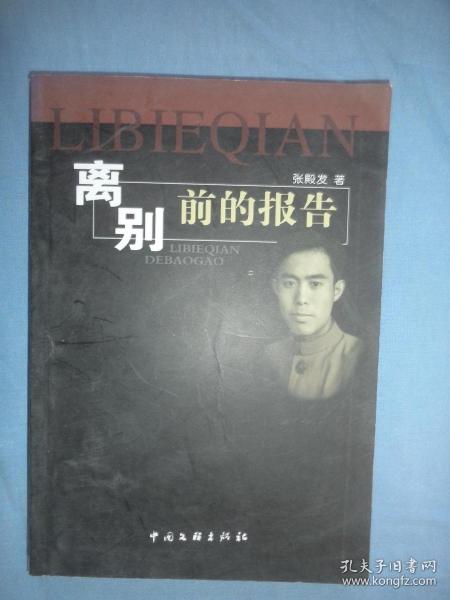 LIBIEQIAN
张殿发 著
离别
前的报告
LIBIEQIAN
DEBAOGAO
中国文联出版社
孔夫子旧书网
www.kongfz.com